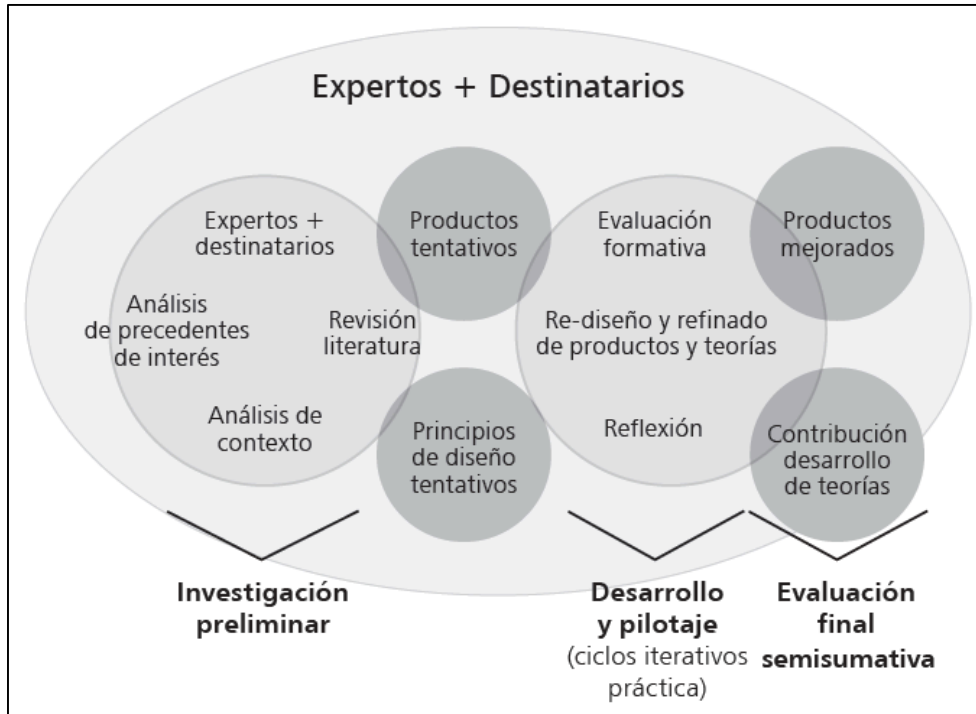 Expertos + Destinatarios
Expertos +
destinatarios
Análisis
de precedentes
de interés
Revisión
literatura
Análisis de
contexto
Productos
tentativos
Principios
de diseño
tentativos
Evaluación
formativa
Re-diseño y refinado
de productos y teorías
Reflexión
Productos
mejorados
Contribución
desarrollo
de teorías
Investigación
preliminar
Desarrollo
y pilotaje
(ciclos iterativos
práctica)
Evaluación
final
semisumativa